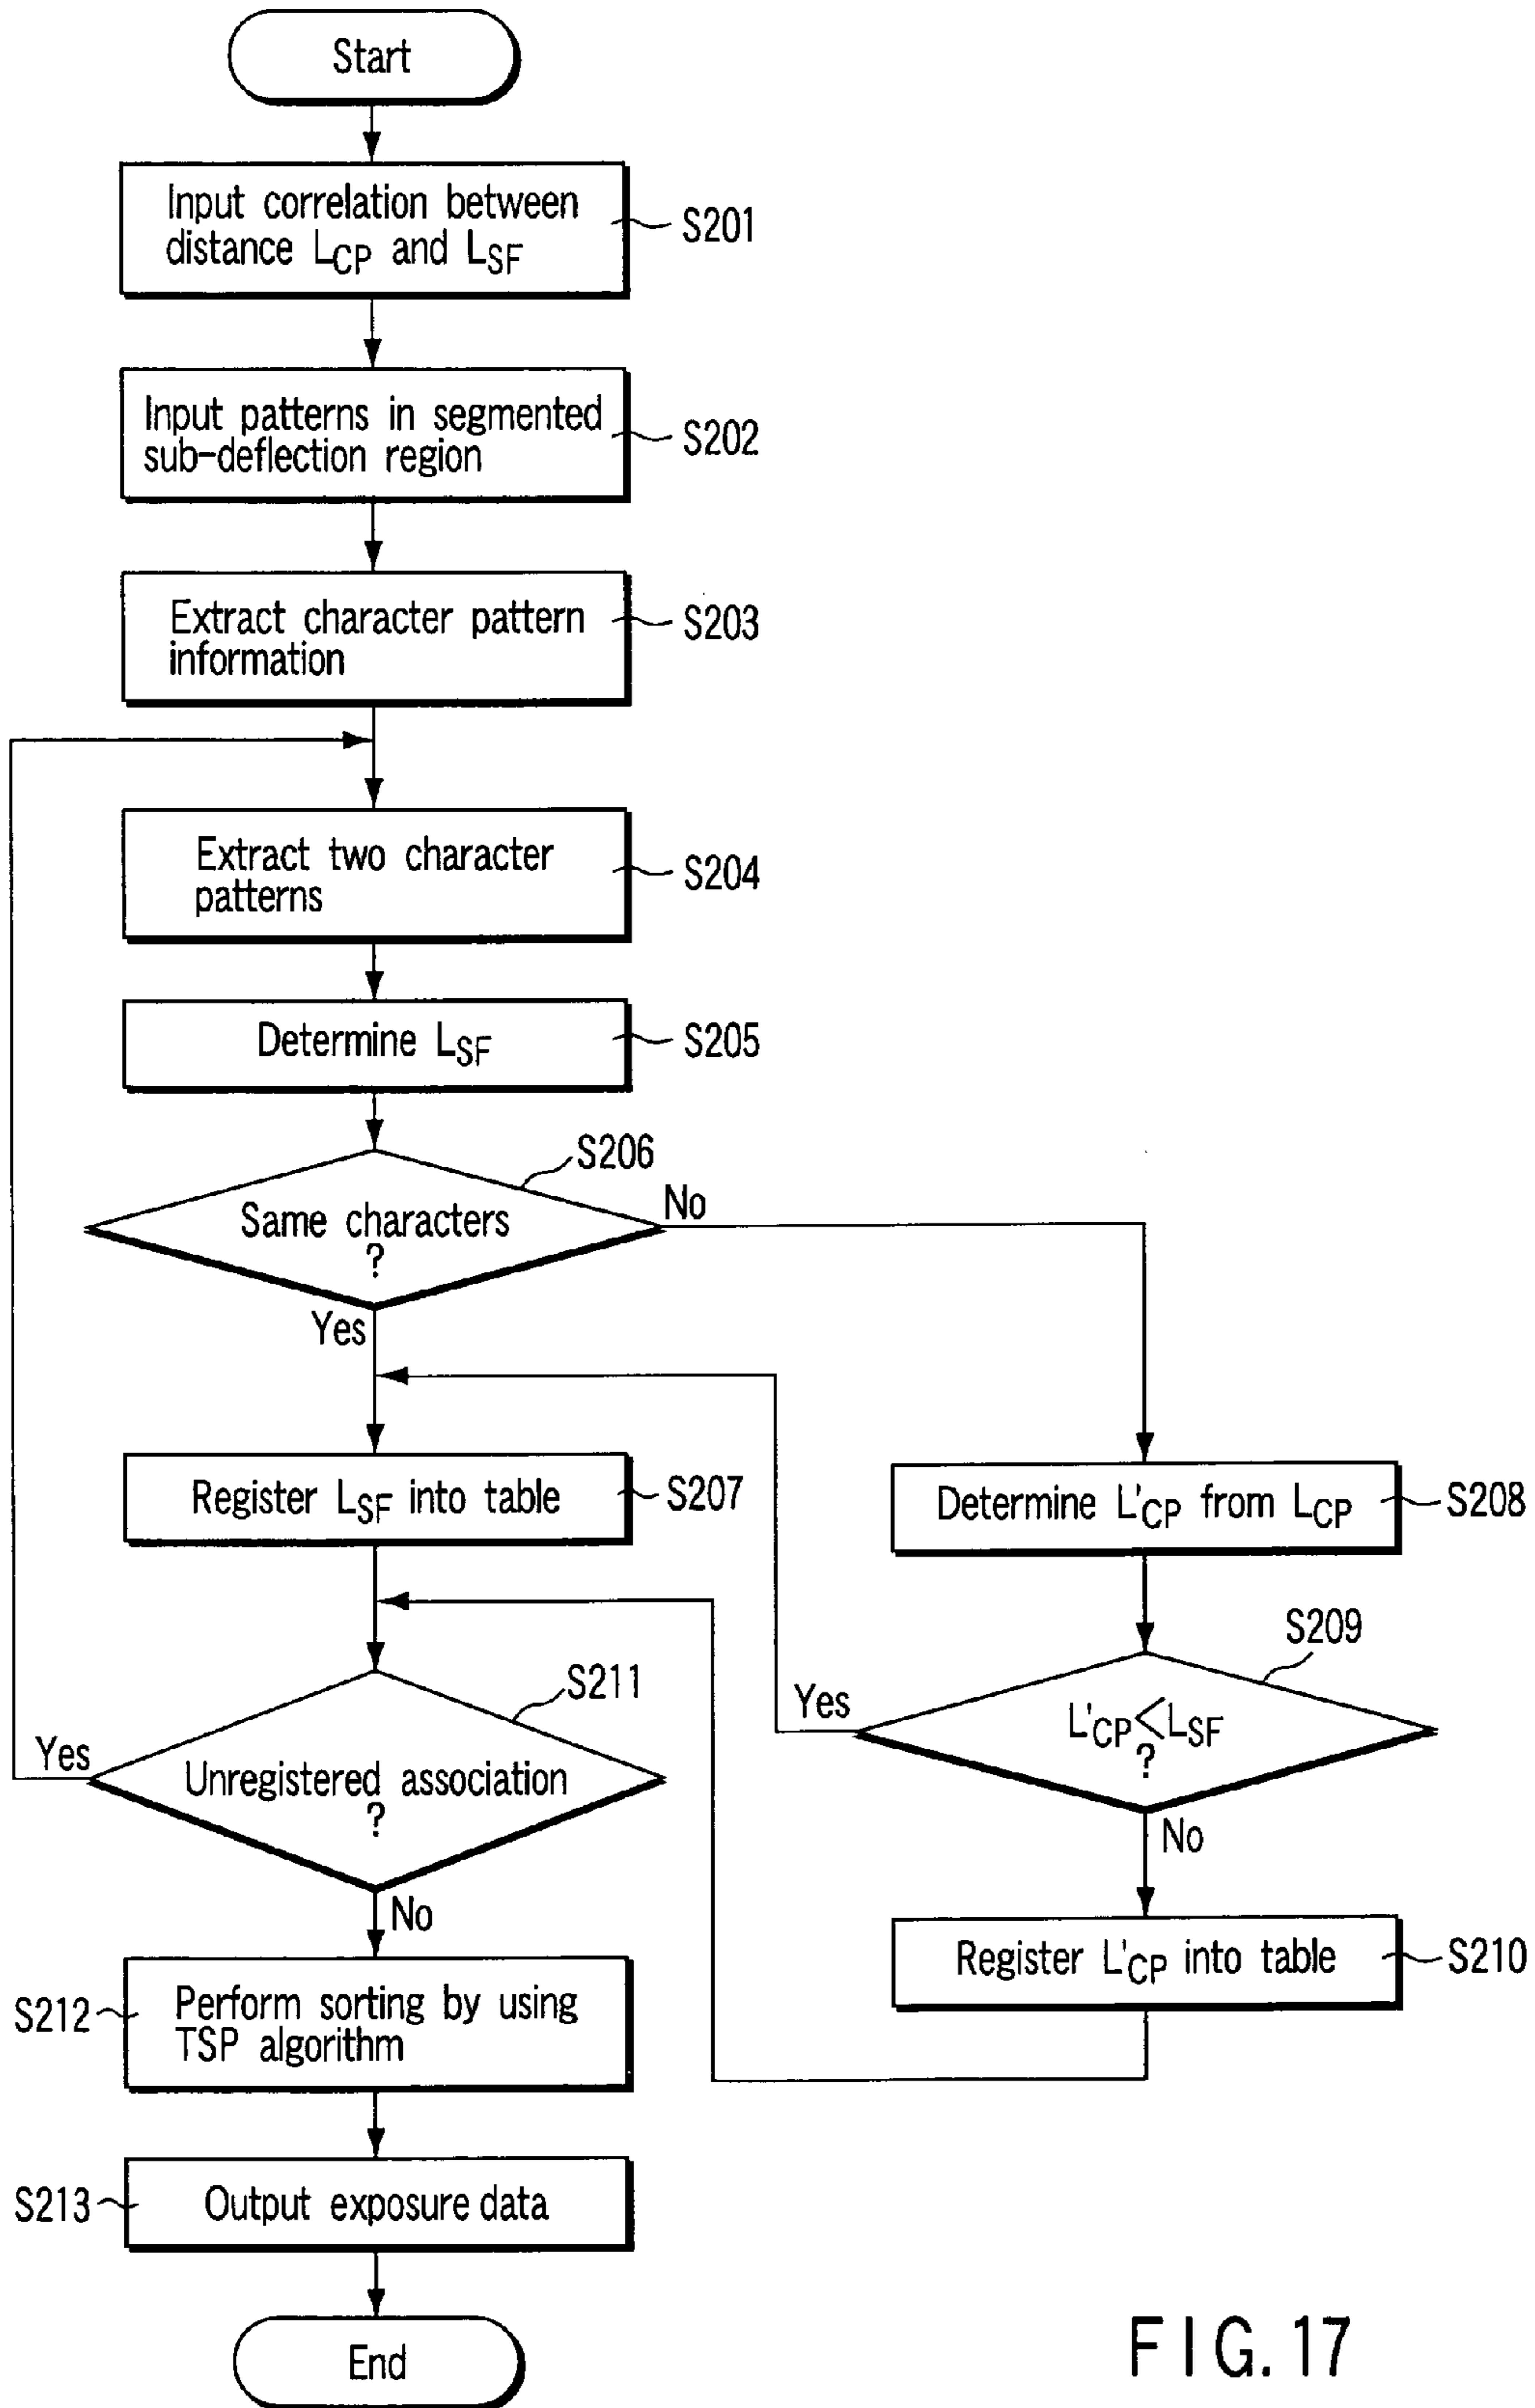 Start
Input correlation between
distance LCP and LSF
S201
Input patterns in segmented
sub-deflection region
S202
Extract character pattern
information
S203
Extract two character
patterns
S204
Determine LSF
S205
S206
Same characters
?
No
Yes
Register LSF into table
S207
Determine L'CP from LCP
S208
S209
L'CP<LSF
?
Yes
No
S211
Unregistered association
?
Yes
No
Register L'CP into table
S210
S212
Perform sorting by using
TSP algorithm
S213
Output exposure data
End
FIG. 17